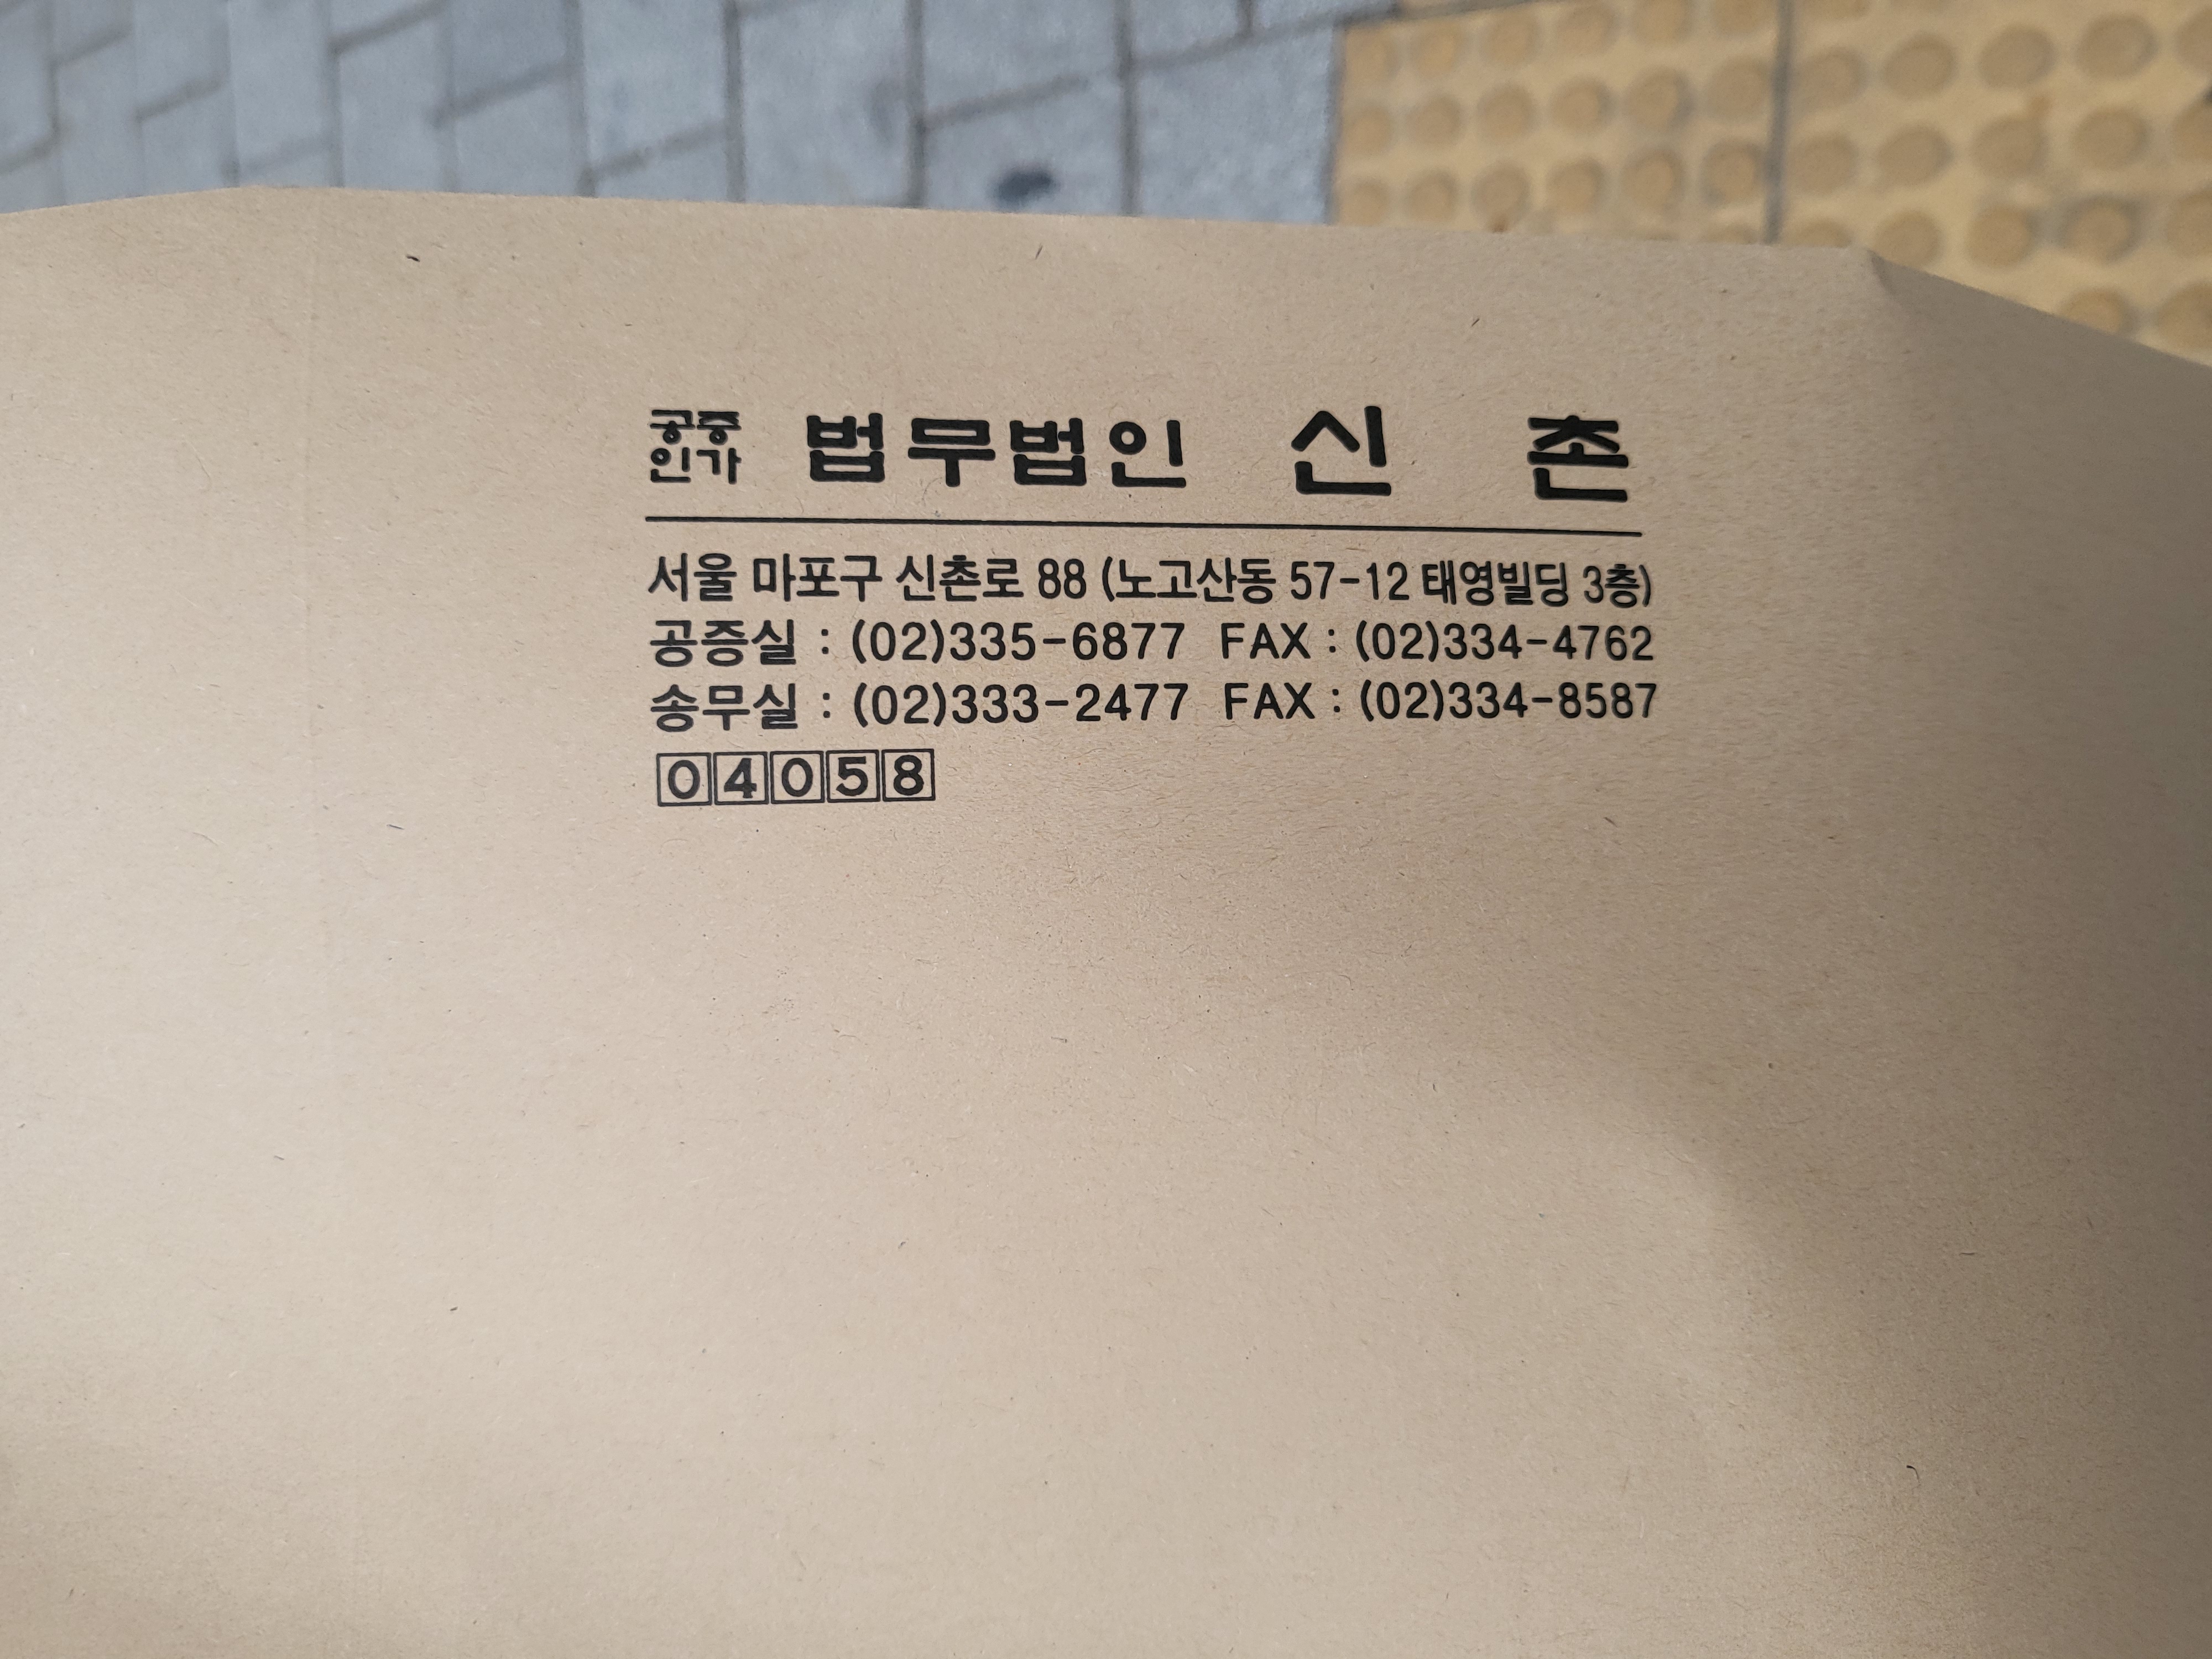 공증인가 법무법인 신 촌
서울 마포구 신촌로 88 (노고산동 57-12 태영빌딩 3층)
공증실 : (02)335-6877 FAX : (02)334-4762
송무실 : (02)333-2477 FAX : (02)334-8587
04058